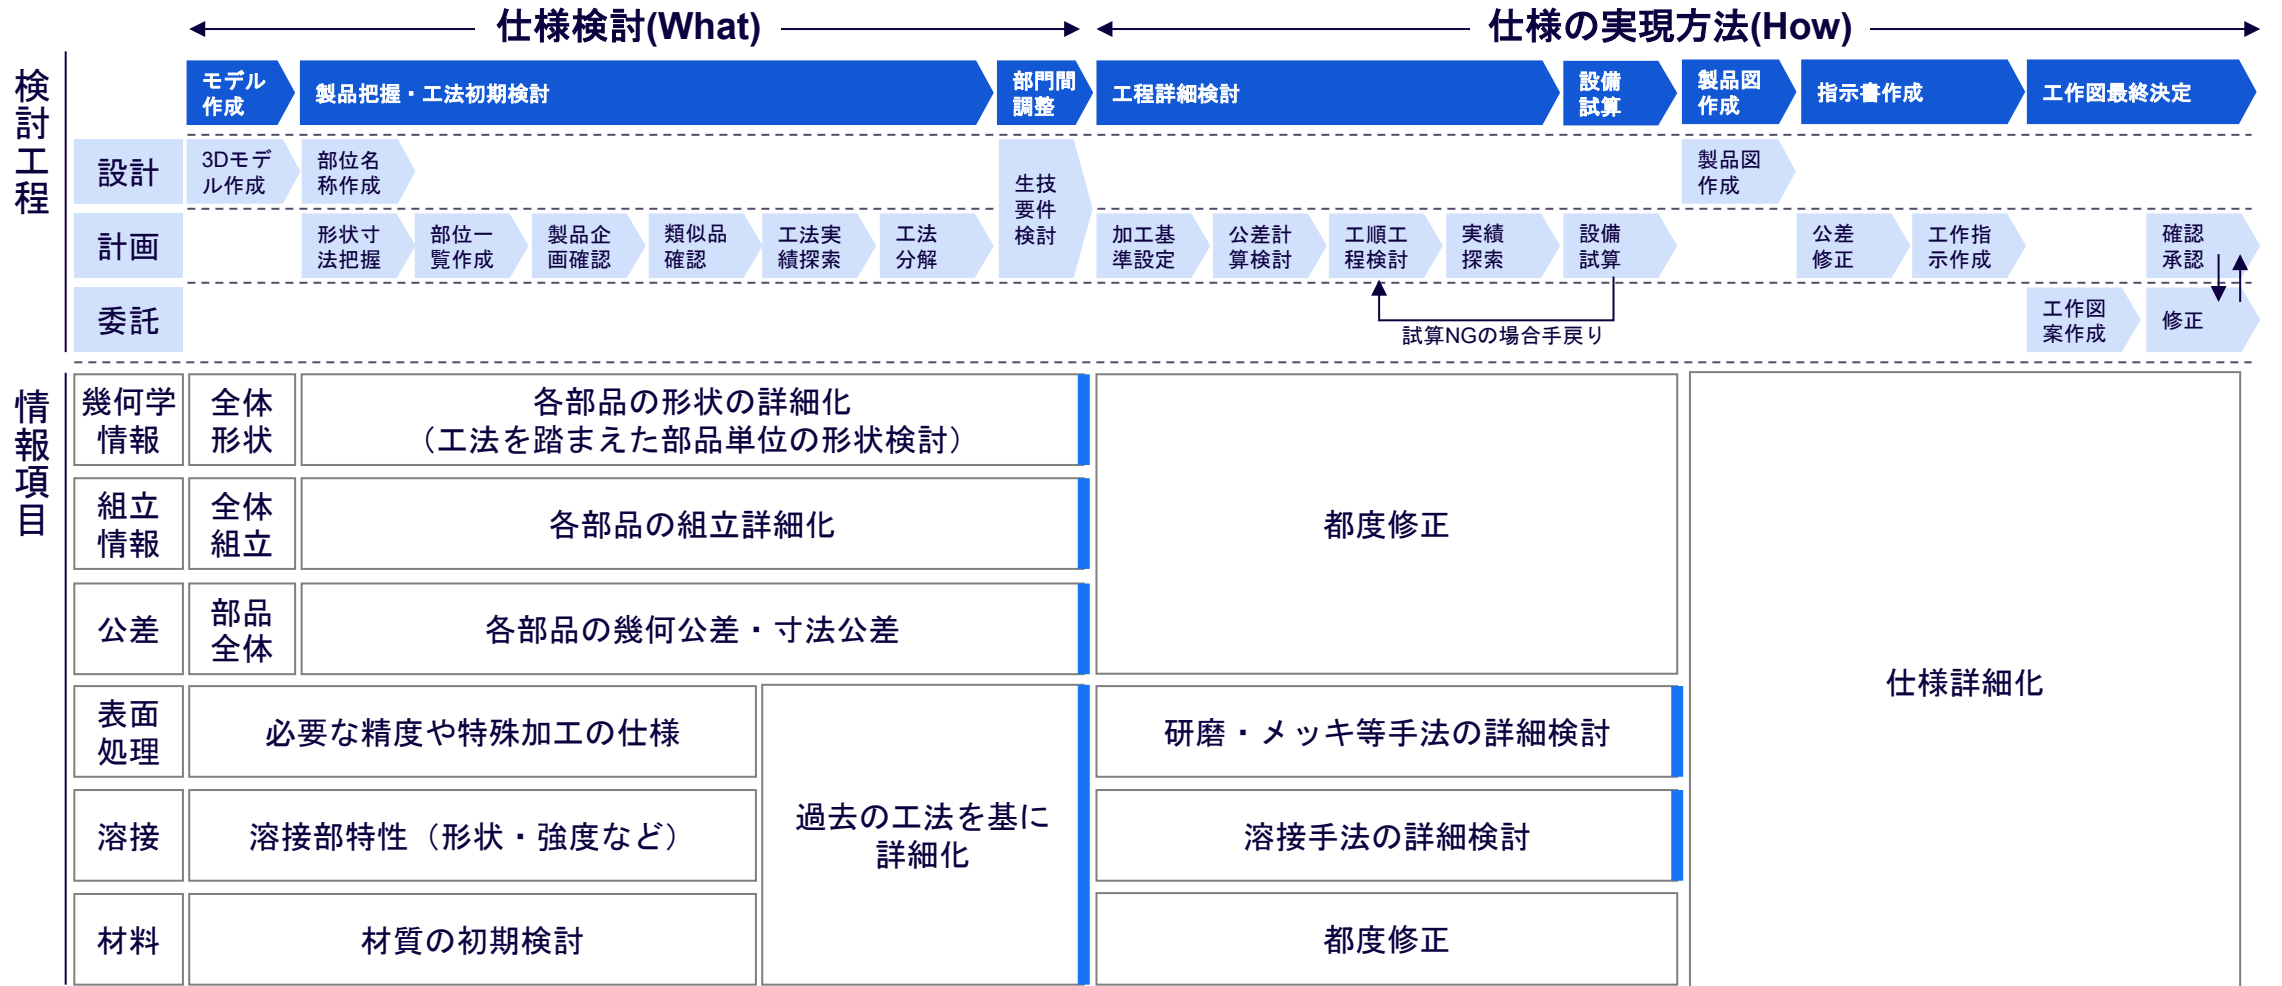 仕様検討(What)
仕様の実現方法(How)
検討工程
モデル
作成
製品把握・工法初期検討
部門間
調整
工程詳細検討
設備
試算
製品図
作成
指示書作成
工作図最終決定
設計
3Dモデ
ル作成
部位名
称作成
生技
要件
検討
製品図
作成
計画
形状寸
法把握
部位一
覧作成
製品企
画確認
類似品
確認
工法実
績探索
工法
分解
加工基
準設定
公差計
算検討
工順工
程検討
実績
探索
設備
試算
公差
修正
工作指
示作成
確認
承認
委託
試算NGの場合手戻り
工作図
案作成
修正
情報項目
幾何学
情報
全体
形状
各部品の形状の詳細化
（工法を踏まえた部品単位の形状検討）
組立
情報
全体
組立
各部品の組立詳細化
都度修正
公差
部品
全体
各部品の幾何公差・寸法公差
仕様詳細化
表面
処理
必要な精度や特殊加工の仕様
過去の工法を基に
詳細化
研磨・メッキ等手法の詳細検討
溶接
溶接部特性（形状・強度など）
溶接手法の詳細検討
材料
材質の初期検討
都度修正